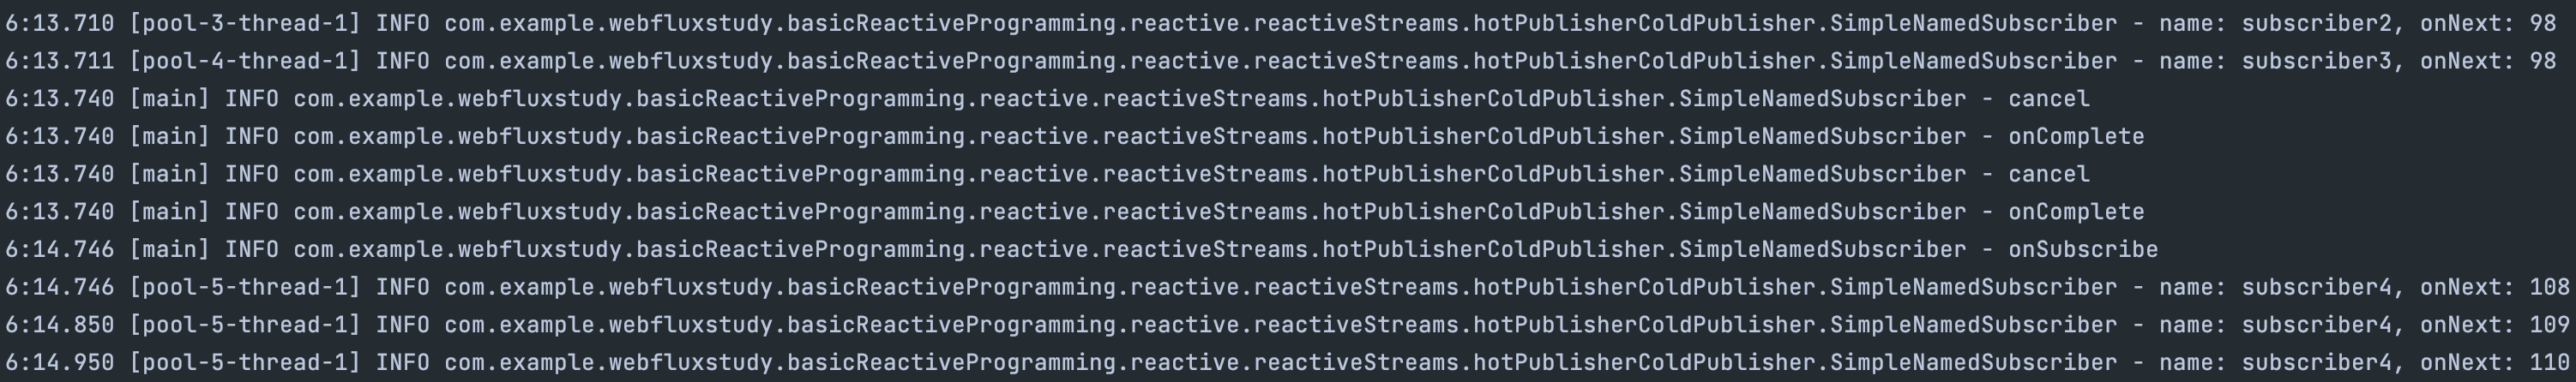 6:13.710 [pool-3-thread-1] INFO com.example.webfluxstudy.basicReactiveProgramming.reactive.reactiveStreams.hotPublisherColdPublisher.SimpleNamedSubscriber - name: subscriber2, onNext: 98
6:13.711 [pool-4-thread-1] INFO com.example.webfluxstudy.basicReactiveProgramming.reactive.reactiveStreams.hotPublisherColdPublisher.SimpleNamedSubscriber - name: subscriber3, onNext: 98
6:13.740 [main] INFO com.example.webfluxstudy.basicReactiveProgramming.reactive.reactiveStreams.hotPublisherColdPublisher.SimpleNamedSubscriber - cancel
6:13.740 [main] INFO com.example.webfluxstudy.basicReactiveProgramming.reactive.reactiveStreams.hotPublisherColdPublisher.SimpleNamedSubscriber - onComplete
6:13.740 [main] INFO com.example.webfluxstudy.basicReactiveProgramming.reactive.reactiveStreams.hotPublisherColdPublisher.SimpleNamedSubscriber - cancel
6:13.740 [main] INFO com.example.webfluxstudy.basicReactiveProgramming.reactive.reactiveStreams.hotPublisherColdPublisher.SimpleNamedSubscriber - onComplete
6:14.746 [main] INFO com.example.webfluxstudy.basicReactiveProgramming.reactive.reactiveStreams.hotPublisherColdPublisher.SimpleNamedSubscriber - onSubscribe
6:14.746 [pool-5-thread-1] INFO com.example.webfluxstudy.basicReactiveProgramming.reactive.reactiveStreams.hotPublisherColdPublisher.SimpleNamedSubscriber - name: subscriber4, onNext: 108
6:14.850 [pool-5-thread-1] INFO com.example.webfluxstudy.basicReactiveProgramming.reactive.reactiveStreams.hotPublisherColdPublisher.SimpleNamedSubscriber - name: subscriber4, onNext: 109
6:14.950 [pool-5-thread-1] INFO com.example.webfluxstudy.basicReactiveProgramming.reactive.reactiveStreams.hotPublisherColdPublisher.SimpleNamedSubscriber - name: subscriber4, onNext: 110